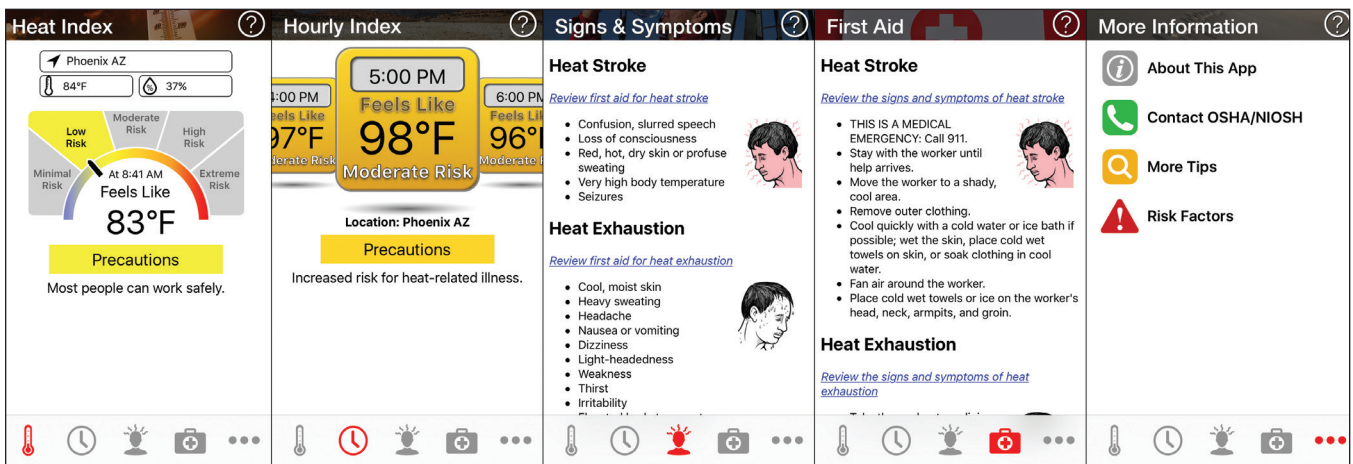 Heat Index
?
Phoenix AZ
84°F
% 37%
Minimal Risk
Low Risk
Moderate Risk
High Risk
Extreme Risk
At 8:41 AM
Feels Like
83°F
Precautions
Most people can work safely.
Hourly Index
?
:00 PM
97°F
5:00 PM
Feels Like
98°F
Moderate Risk
6:00 PM
Feels Li
96°
Moderate Risk
Location: Phoenix AZ
Precautions
Increased risk for heat-related illness.
Signs & Symptoms
?
Heat Stroke
Review first aid for heat stroke
• Confusion, slurred speech
• Loss of consciousness
• Red, hot, dry skin or profuse
sweating
• Very high body temperature
• Seizures
Heat Exhaustion
Review first aid for heat exhaustion
• Cool, moist skin
• Heavy sweating
• Headache
• Nausea or vomiting
• Dizziness
• Light-headedness
• Weakness
• Thirst
• Irritability
First Aid
?
Heat Stroke
Review the signs and symptoms of heat stroke
• THIS IS A MEDICAL
EMERGENCY: Call 911.
• Stay with the worker until
help arrives.
• Move the worker to a shady,
cool area.
• Remove outer clothing.
• Cool quickly with a cold water or ice bath if
possible; wet the skin, place cold wet
towels on skin, or soak clothing in cool
water.
• Fan air around the worker.
• Place cold wet towels or ice on the worker's
head, neck, armpits, and groin.
Heat Exhaustion
Review the signs and symptoms of heat
exhaustion
More Information
?
About This App
Contact OSHA/NIOSH
More Tips
Risk Factors